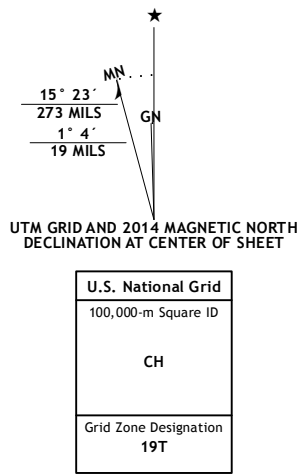 ★
MN
GN
15° 23´
273 MILS
1° 4´
19 MILS
UTM GRID AND 2014 MAGNETIC NORTH
DECLINATION AT CENTER OF SHEET
U.S. National Grid
100,000-m Square ID
CH
Grid Zone Designation
19T